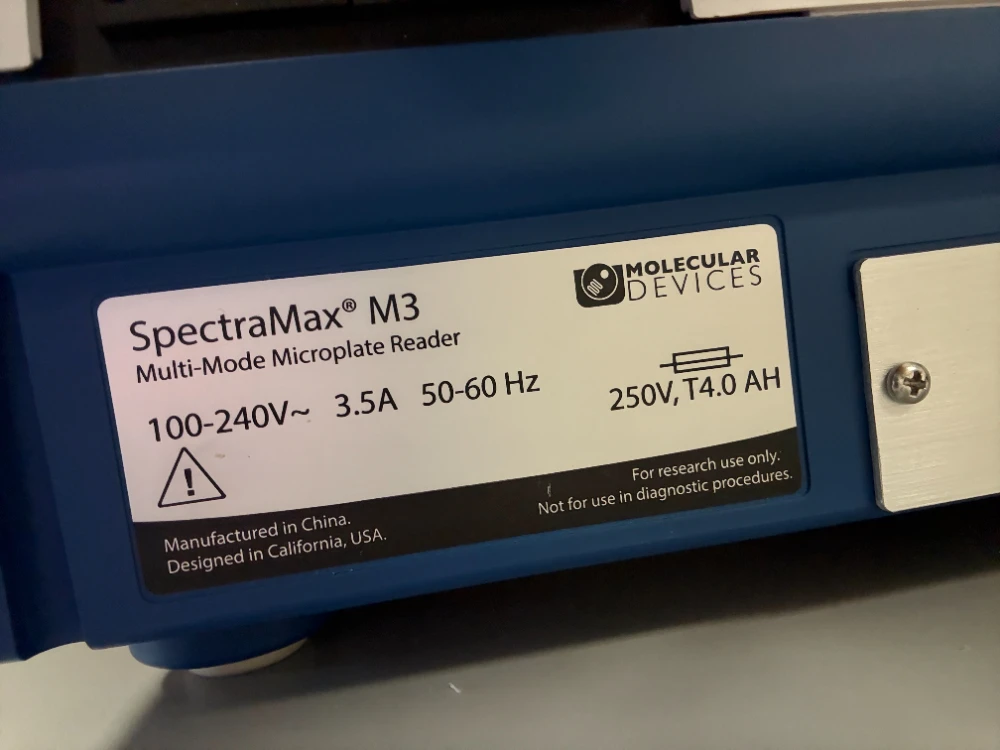 MOLECULAR
DEVICES
SpectraMax® M3
Multi-Mode Microplate Reader
100-240V~ 3.5A 50-60 Hz
250V, T4.0 AH
!
For research use only.
Not for use in diagnostic procedures.
Manufactured in China.
Designed in California, USA.